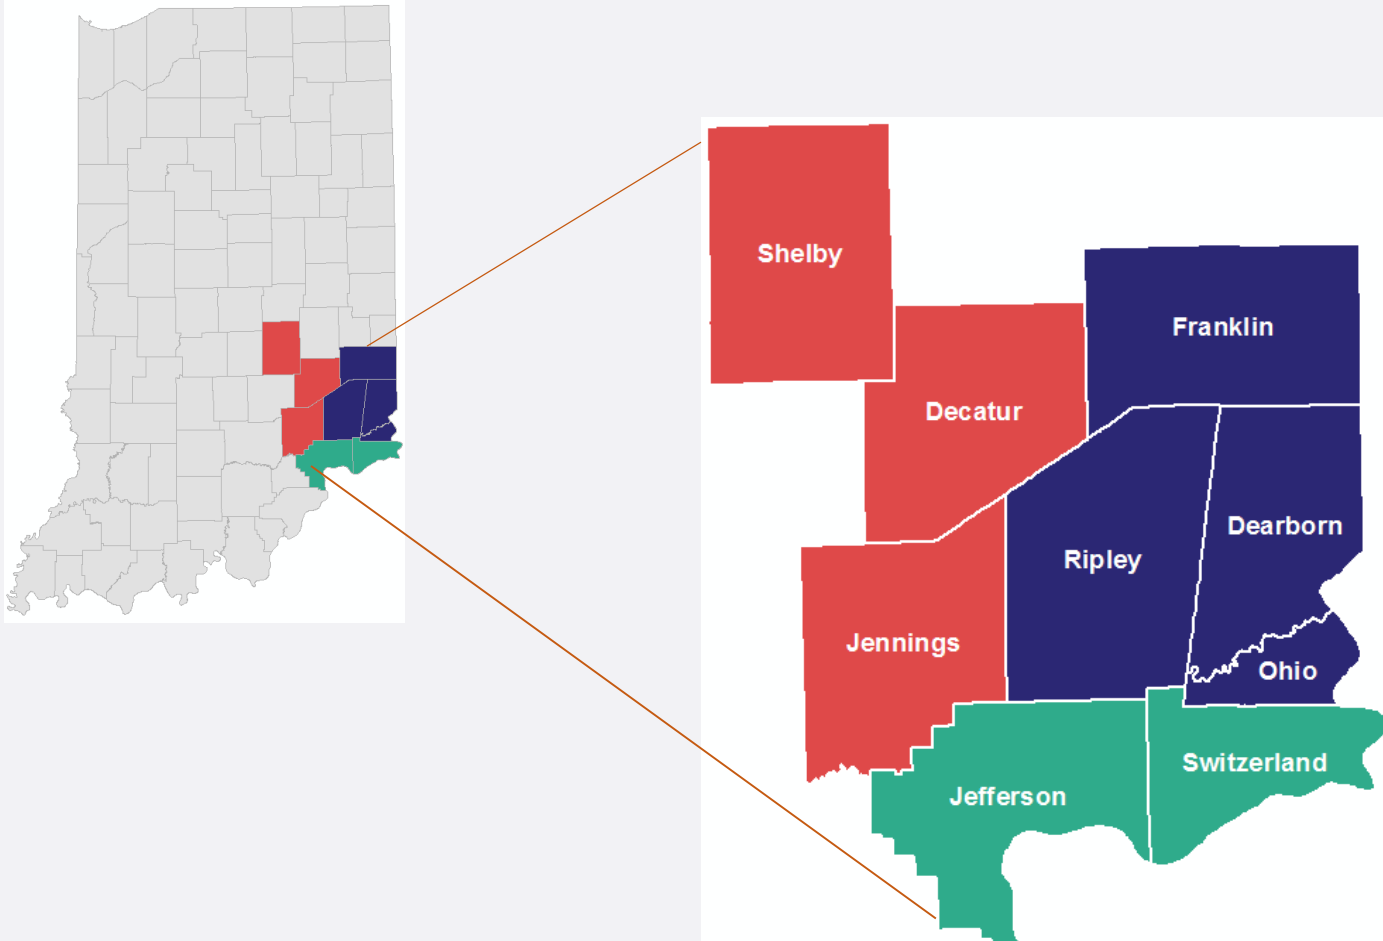 Shelby
Franklin
Decatur
Dearborn
Ripley
Jennings
Ohio
Switzerland
Jefferson